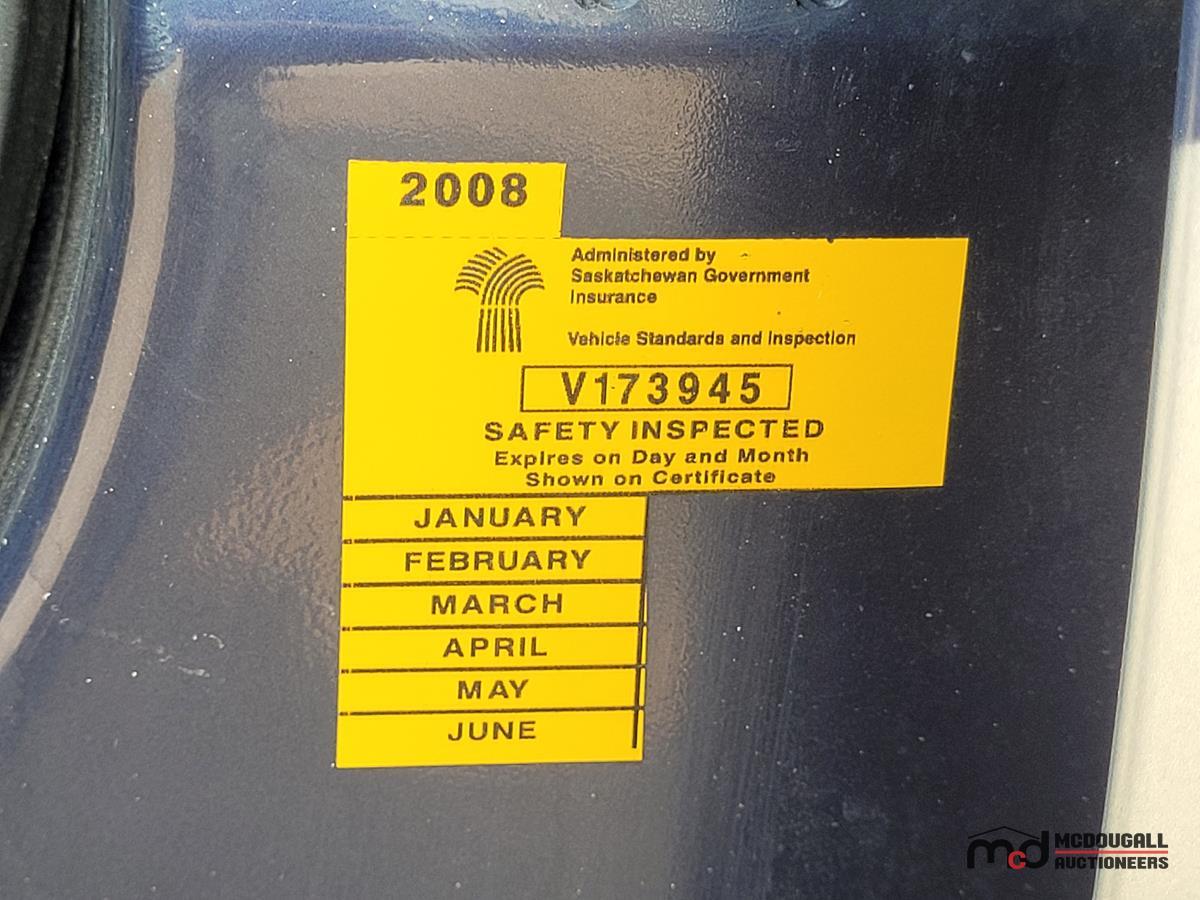 2008
Administered by
Saskatchewan Government
Insurance
Vehicle Standards and Inspection
V173945
SAFETY INSPECTED
Expires on Day and Month
Shown on Certificate
JANUARY
FEBRUARY
MARCH
APRIL
MAY
JUNE
mcd MCDOUGALL
AUCTIONEERS